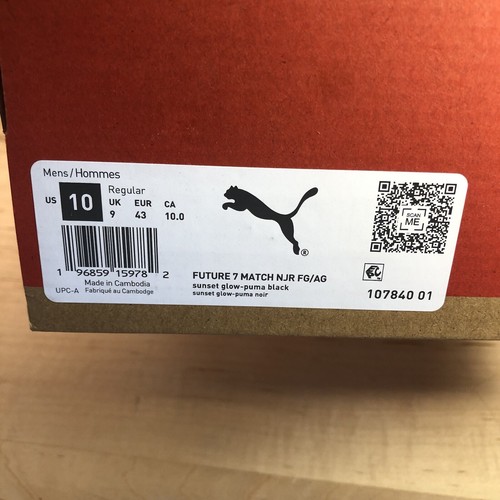 Mens/Hommes
Regular
US 10 UK EUR CA
9 43 10.0
SCAN
ME
®
1 96859 15978 2
UPC-A Made in Cambodia
Fabriqué au Cambodge
FUTURE 7 MATCH NJR FG/AG
sunset glow-puma black
sunset glow-puma noir
107840 01